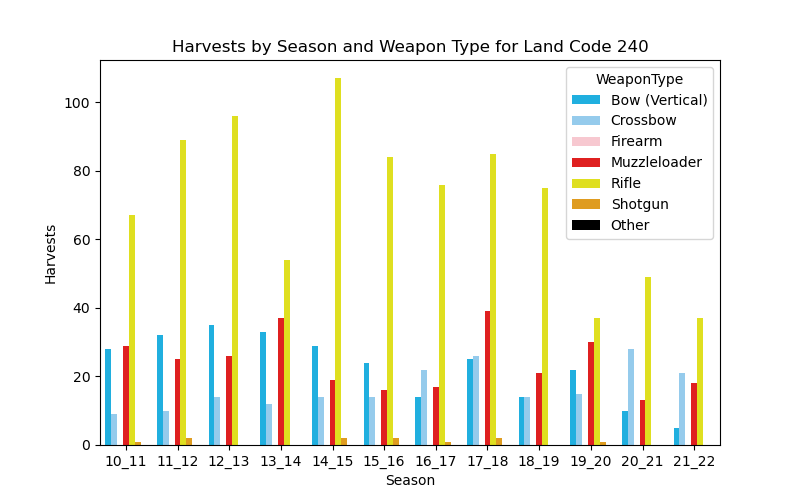 Harvests by Season and Weapon Type for Land Code 240
WeaponType
Bow (Vertical)
Crossbow
Firearm
Muzzleloader
Rifle
Shotgun
Other
Harvests
100
80
60
40
20
0
10_11 11_12 12_13 13_14 14_15 15_16 16_17 17_18 18_19 19_20 20_21 21_22
Season